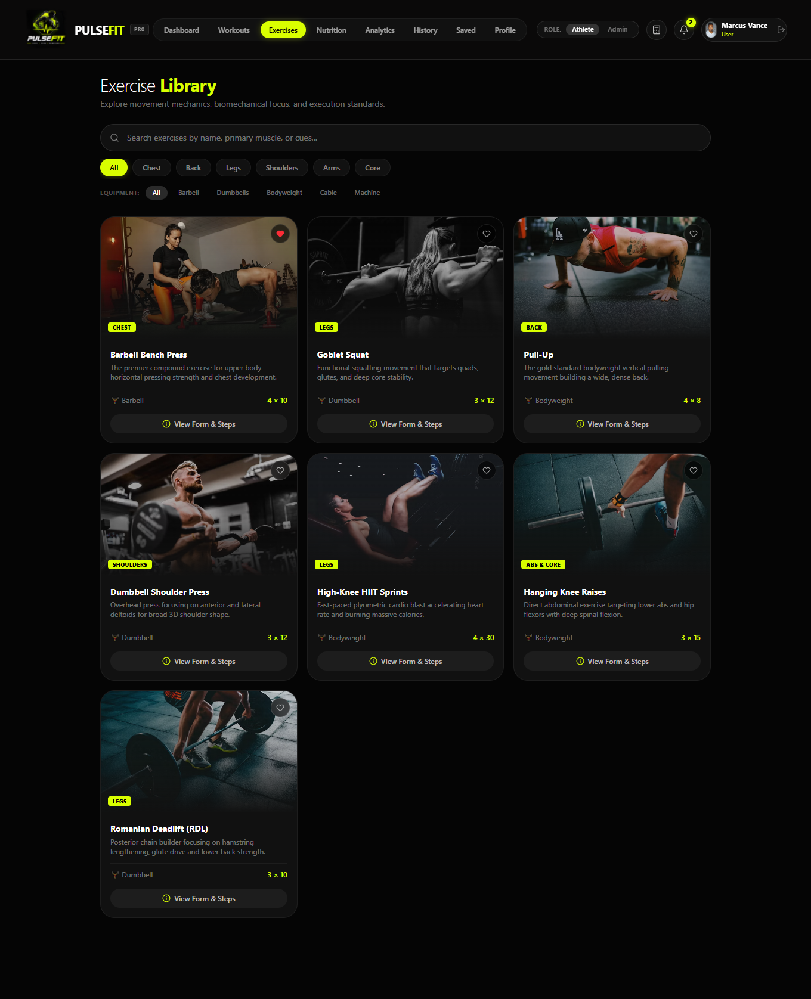 PULSEFIT
PULSEFIT PRO
Dashboard
Workouts
Exercises
Nutrition
Analytics
History
Saved
Profile
ROLE: Athlete Admin
2
Marcus Vance
User
Exercise Library
Explore movement mechanics, biomechanical focus, and execution standards.
Search exercises by name, primary muscle, or cues...
All Chest Back Legs Shoulders Arms Core
EQUIPMENT: All Barbell Dumbbells Bodyweight Cable Machine
CHEST
Barbell Bench Press
The premier compound exercise for upper body
horizontal pressing strength and chest development.
Barbell 4 × 10
View Form & Steps
LEGS
Goblet Squat
Functional squatting movement that targets quads,
glutes, and deep core stability.
Dumbbell 3 × 12
View Form & Steps
LA
BACK
Pull-Up
The gold standard bodyweight vertical pulling
movement building a wide, dense back.
Bodyweight 4 × 8
View Form & Steps
SHOULDERS
Dumbbell Shoulder Press
Overhead press focusing on anterior and lateral
deltoids for broad 3D shoulder shape.
Dumbbell 3 × 12
View Form & Steps
LEGS
High-Knee HIIT Sprints
Fast-paced plyometric cardio blast accelerating heart
rate and burning massive calories.
Bodyweight 4 × 30
View Form & Steps
ABS & CORE
Hanging Knee Raises
Direct abdominal exercise targeting lower abs and hip
flexors with deep spinal flexion.
Bodyweight 3 × 15
View Form & Steps
LEGS
Romanian Deadlift (RDL)
Posterior chain builder focusing on hamstring
lengthening, glute drive and lower back strength.
Dumbbell 3 × 10
View Form & Steps